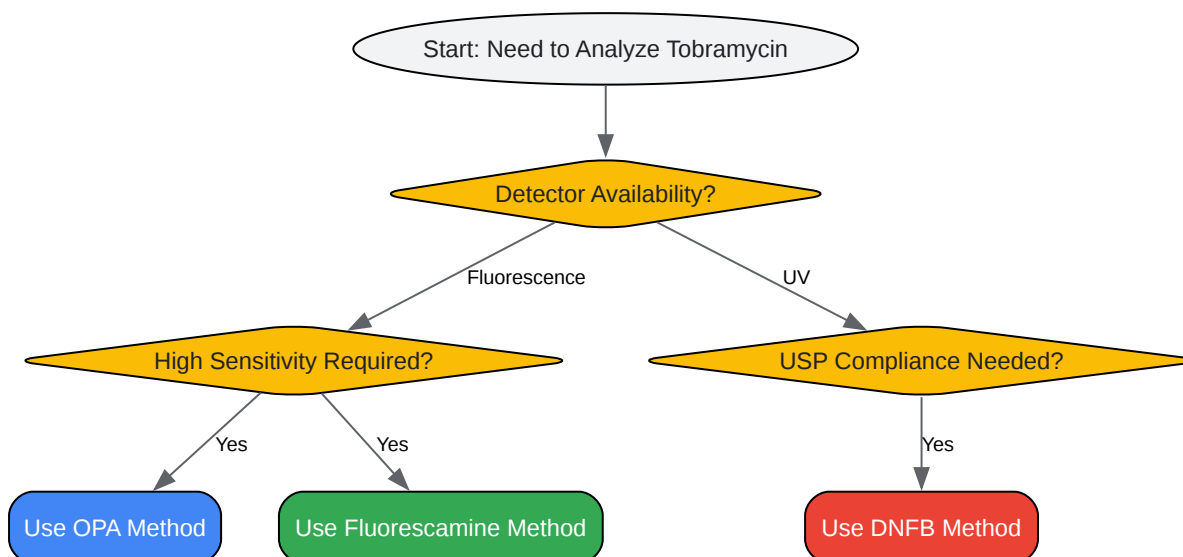 Start: Need to Analyze Tobramycin
Detector Availability?
Fluorescence
UV
High Sensitivity Required?
USP Compliance Needed?
Yes
Yes
Yes
Use OPA Method
Use Fluorescamine Method
Use DNFB Method